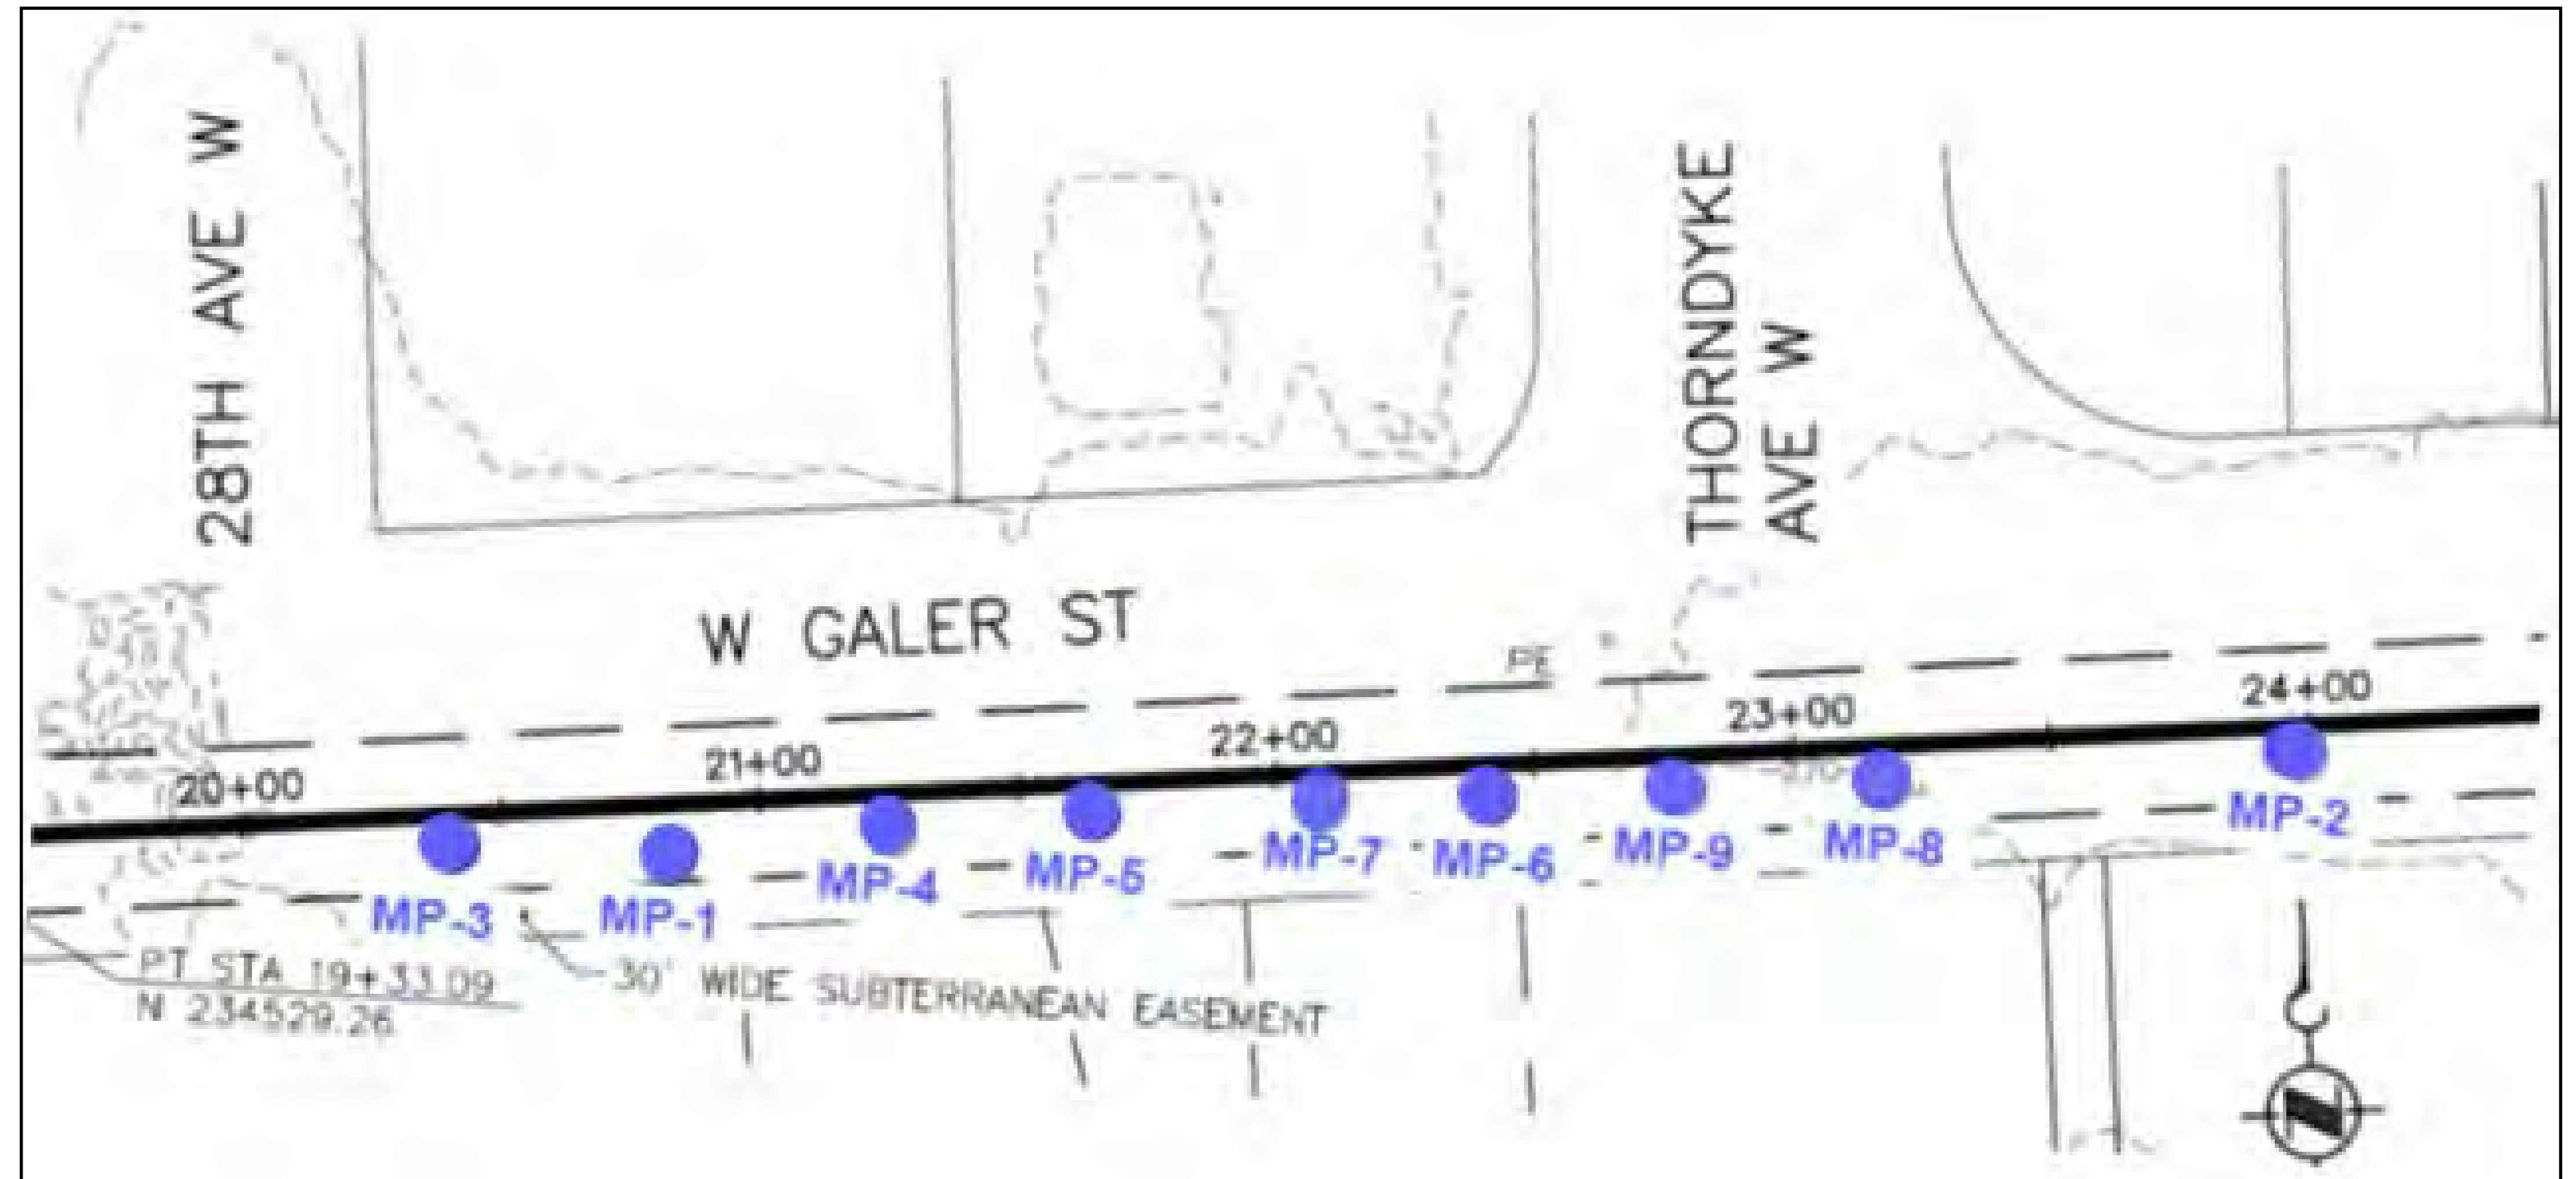 28TH AVE W
THORNDYKE
AVE W
W GALER ST
PE
20+00
21+00
22+00
23+00
24+00
MP-3
MP-1
MP-4
MP-5
MP-7
MP-6
MP-9
MP-8
MP-2
PT STA 19+33.09
N 234529.26
30' WIDE SUBTERRANEAN EASEMENT